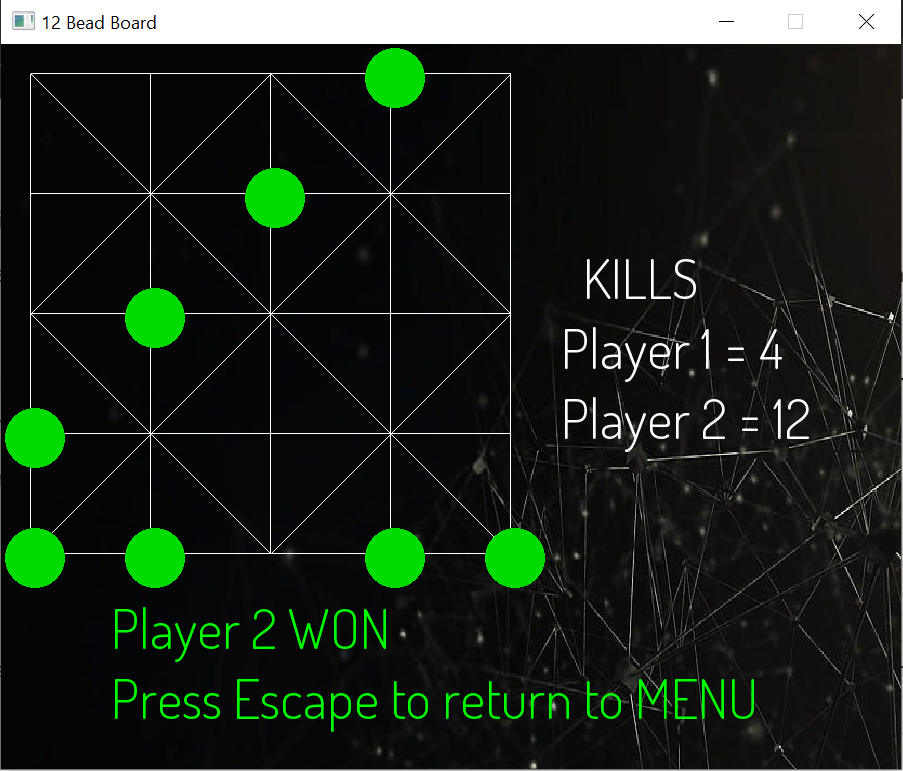 12 Bead Board
KILLS
Player 1 = 4
Player 2 = 12
Player 2 WON
Press Escape to return to MENU